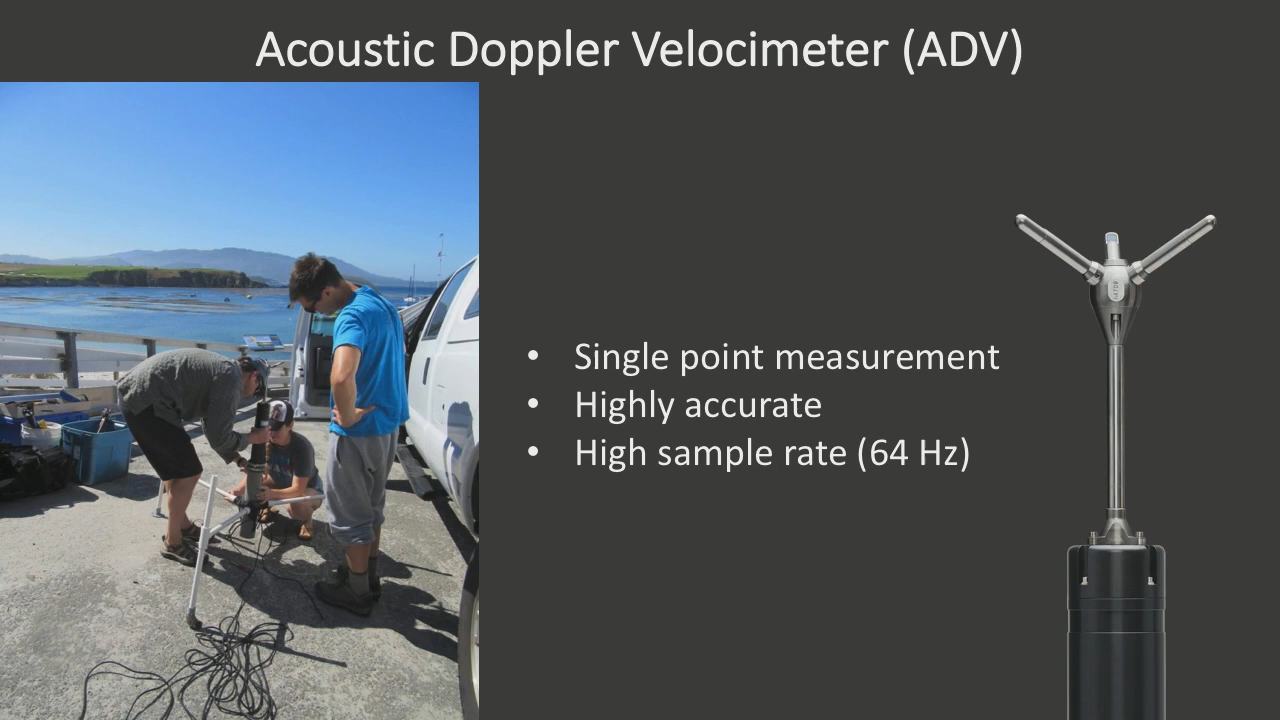 Acoustic Doppler Velocimeter (ADV)
• Single point measurement
• Highly accurate
• High sample rate (64 Hz)